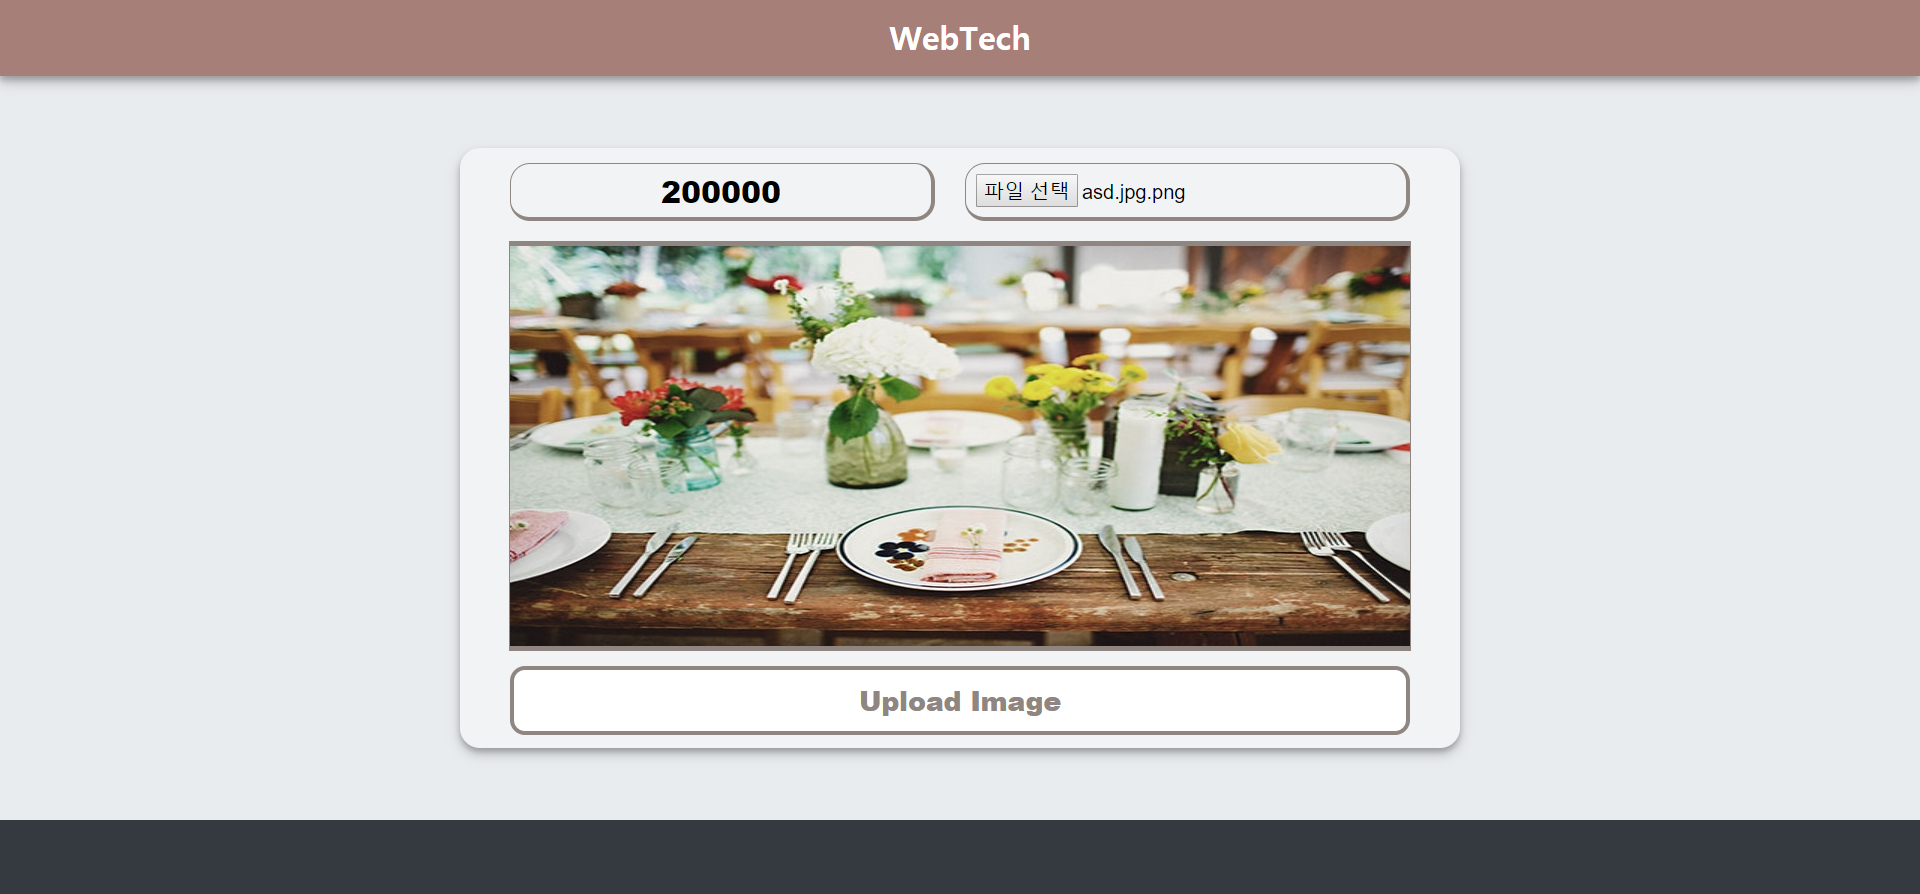 WebTech
200000
파일 선택 asd.jpg.png
Upload Image